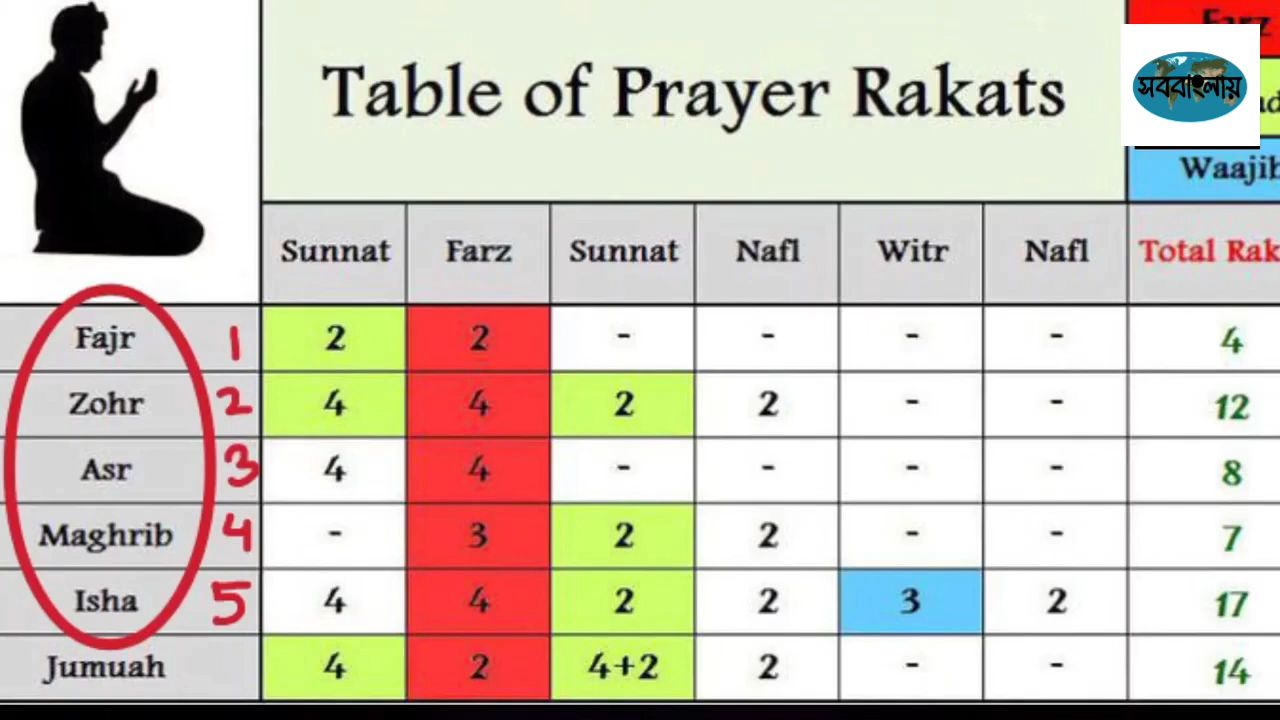 Table of Prayer Rakats
সববাংলায়
Sunnat Farz Sunnat Nafl Witr Nafl Total Rak
Fajr 1 2 2 - - - - 4
Zohr 2 4 4 2 2 - - 12
Asr 3 4 4 - - - - 8
Maghrib 4 - 3 2 2 - - 7
Isha 5 4 4 2 2 3 2 17
Jumuah 4 2 4+2 2 - - 14